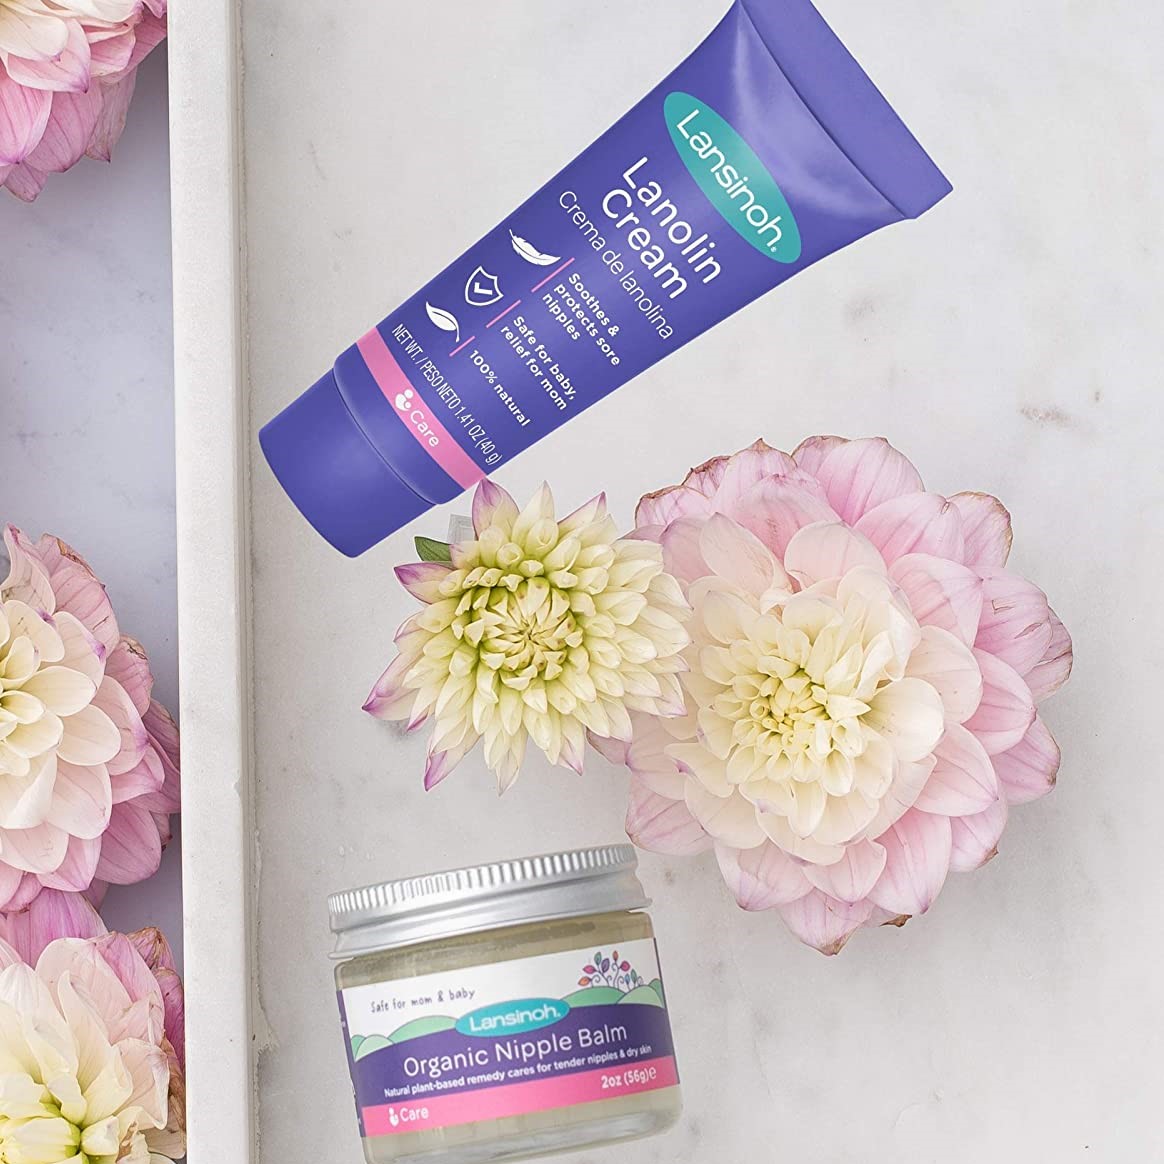 Lansinoh®
Lanolin
Cream
Crema de lanolina
Soothes &
protects sore
nipples
Safe for baby,
relief for mom
100% natural
NET WT. / PESO NETO 1.41 OZ (40 g)
Care
Safe for mom & baby
Lansinoh®
Organic Nipple Balm
Natural plant-based remedy cares for tender nipples & dry skin
2oz (56g)e
Care